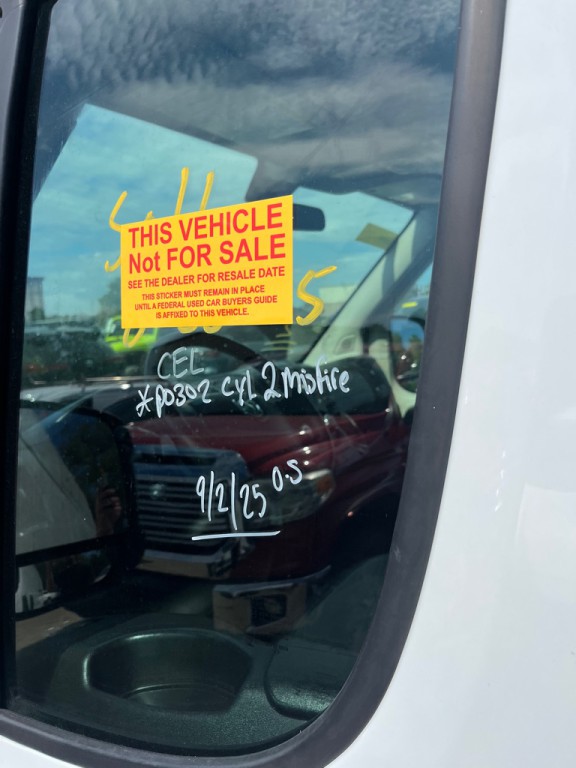 THIS VEHICLE
Not FOR SALE
SEE THE DEALER FOR RESALE DATE
THIS STICKER MUST REMAIN IN PLACE
UNTIL A FEDERAL USED CAR BUYERS GUIDE
IS AFFIXED TO THIS VEHICLE.
CEL
*P0302 Cyl 2 Misfire
9/2/25 O.S